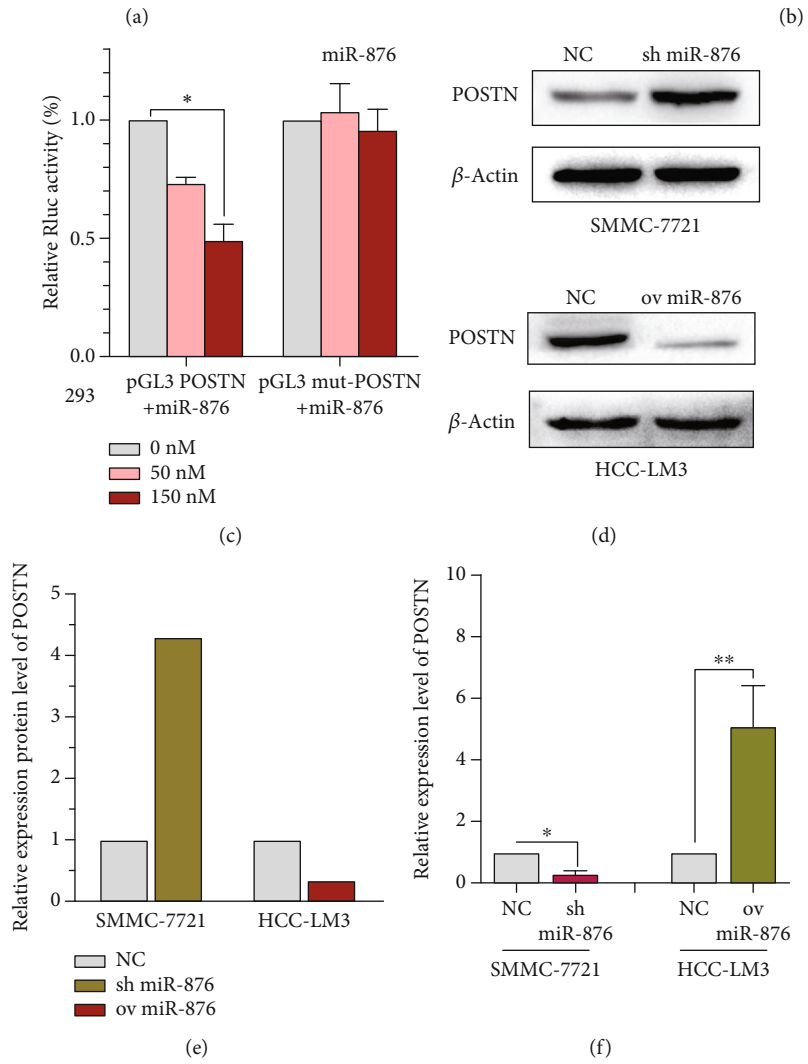 (a)
(b)
miR-876
*
Relative Rluc activity (%)
1.0
0.5
0.0
293
pGL3 POSTN
+miR-876
pGL3 mut-POSTN
+miR-876
0 nM
50 nM
150 nM
(c)
NC sh miR-876
POSTN
β-Actin
SMMC-7721
NC ov miR-876
POSTN
β-Actin
HCC-LM3
(d)
Relative expression protein level of POSTN
5
4
3
2
1
0
SMMC-7721
HCC-LM3
NC
sh miR-876
ov miR-876
(e)
Relative expression level of POSTN
10
8
6
4
2
0
*
**
NC sh
miR-876
SMMC-7721
NC ov
miR-876
HCC-LM3
(f)